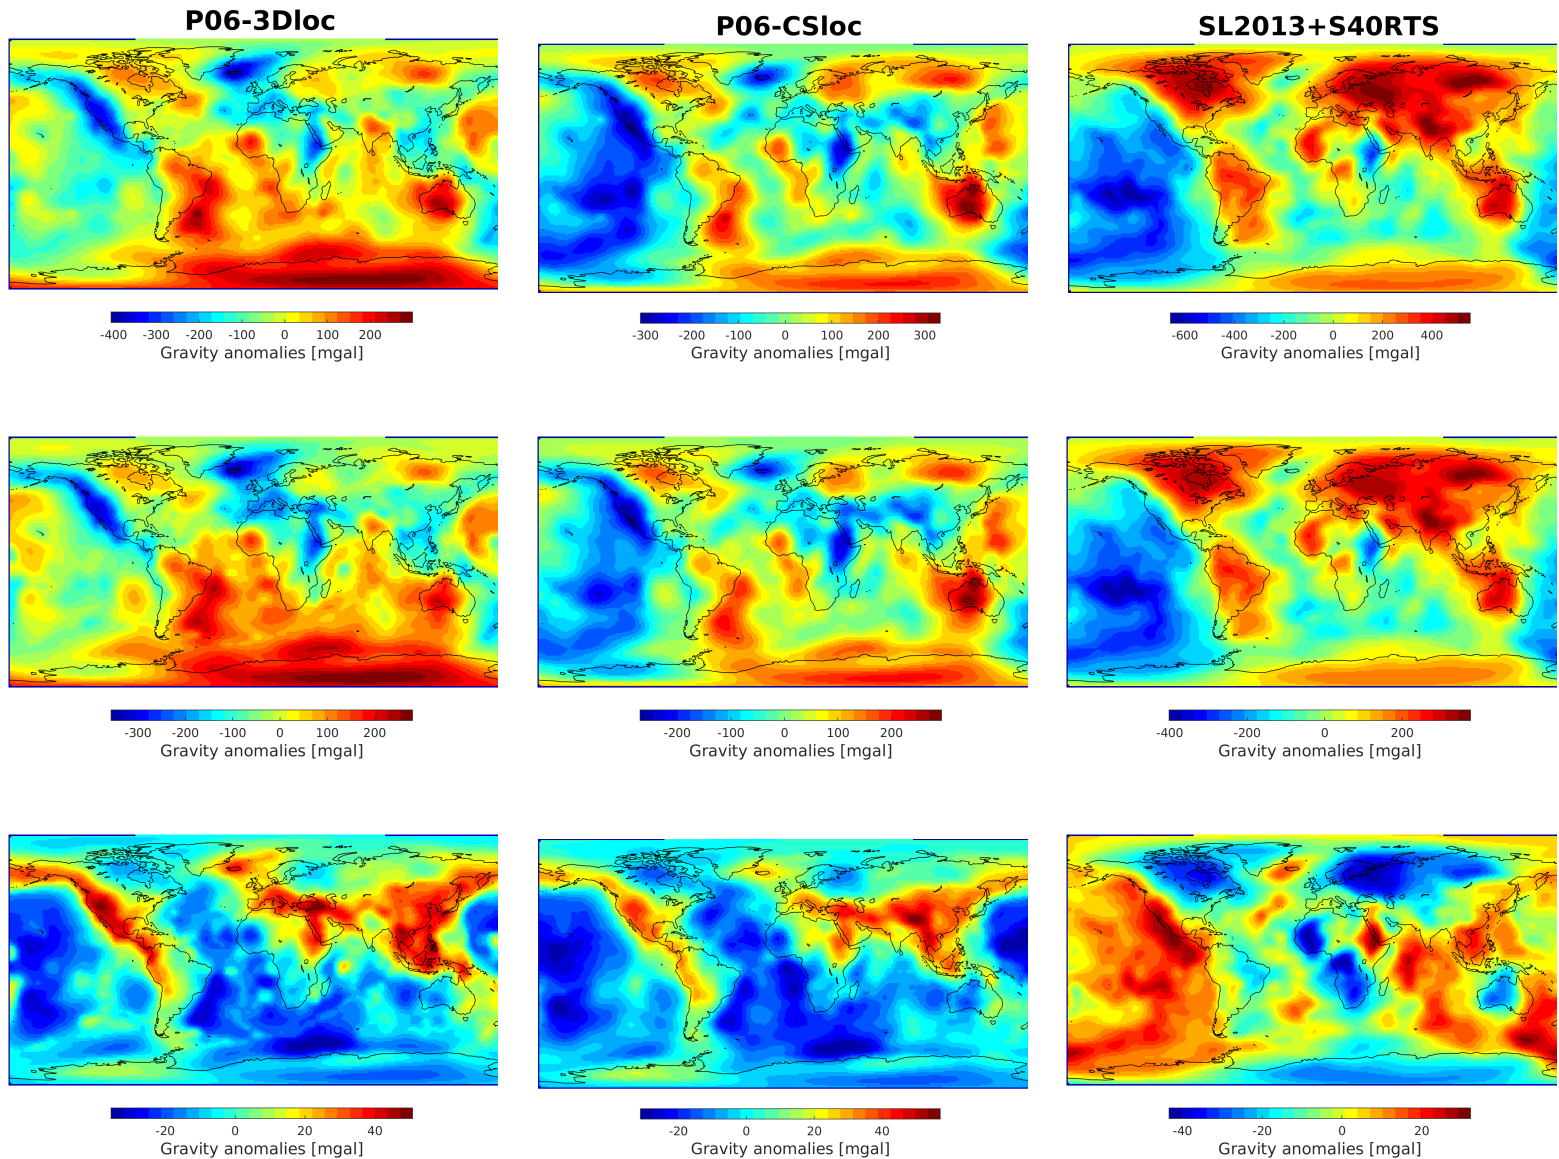 P06-3Dloc
P06-CSloc
SL2013+S40RTS
-400 -300 -200 -100 0 100 200
Gravity anomalies [mgal]
-300 -200 -100 0 100 200 300
Gravity anomalies [mgal]
-600 -400 -200 0 200 400
Gravity anomalies [mgal]
-300 -200 -100 0 100 200
Gravity anomalies [mgal]
-200 -100 0 100 200
Gravity anomalies [mgal]
-400 -200 0 200
Gravity anomalies [mgal]
-20 0 20 40
Gravity anomalies [mgal]
-20 0 20 40
Gravity anomalies [mgal]
-40 -20 0 20
Gravity anomalies [mgal]